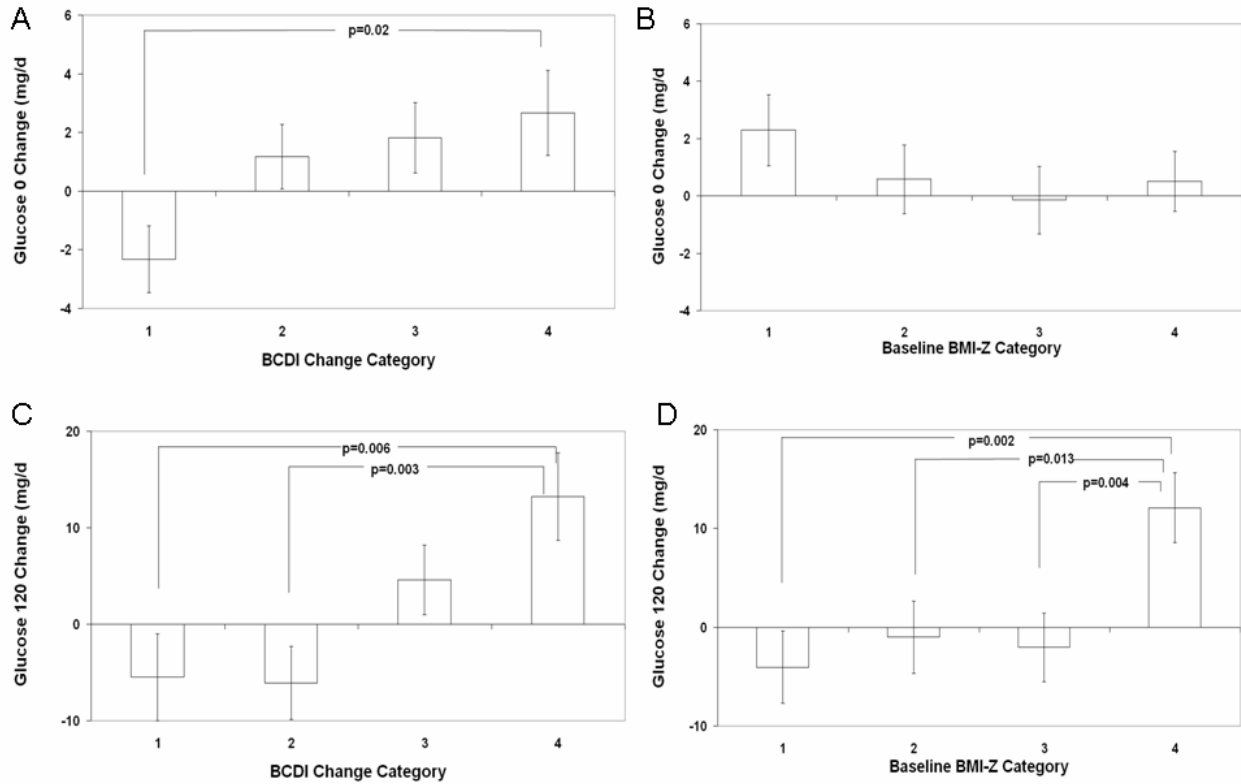 A
Glucose 0 Change (mg/d)
6
4
2
0
-2
-4
p=0.02
1 2 3 4
BCDI Change Category
B
Glucose 0 Change (mg/d)
6
4
2
0
-2
-4
1 2 3 4
Baseline BMI-Z Category
C
Glucose 120 Change (mg/d)
20
10
0
-10
p=0.006
p=0.003
1 2 3 4
BCDI Change Category
D
Glucose 120 Change (mg/d)
20
10
0
-10
p=0.002
p=0.013
p=0.004
1 2 3 4
Baseline BMI-Z Category